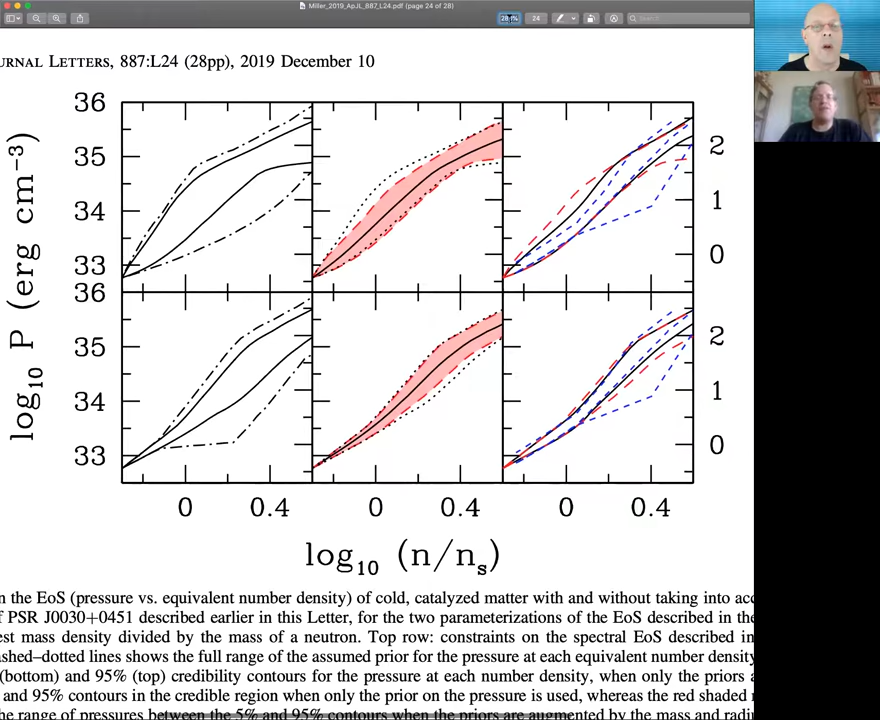 Miller_2019_ApJL_887_L24.pdf (page 24 of 28)
24
Search
URNAL LETTERS, 887:L24 (28pp), 2019 December 10
36
35
34
33
36
35
34
33
log10 P (erg cm−3)
2
1
0
2
1
0
0 0.4 0 0.4 0 0.4
log10 (n/ns)
n the EoS (pressure vs. equivalent number density) of cold, catalyzed matter with and without taking into acc
f PSR J0030+0451 described earlier in this Letter, for the two parameterizations of the EoS described in the
est mass density divided by the mass of a neutron. Top row: constraints on the spectral EoS described in
ashed–dotted lines shows the full range of the assumed prior for the pressure at each equivalent number density
(bottom) and 95% (top) credibility contours for the pressure at each number density, when only the priors a
and 95% contours in the credible region when only the prior on the pressure is used, whereas the red shaded
he range of pressures between the 5% and 95% contours when the priors are augmented by the mass and radi